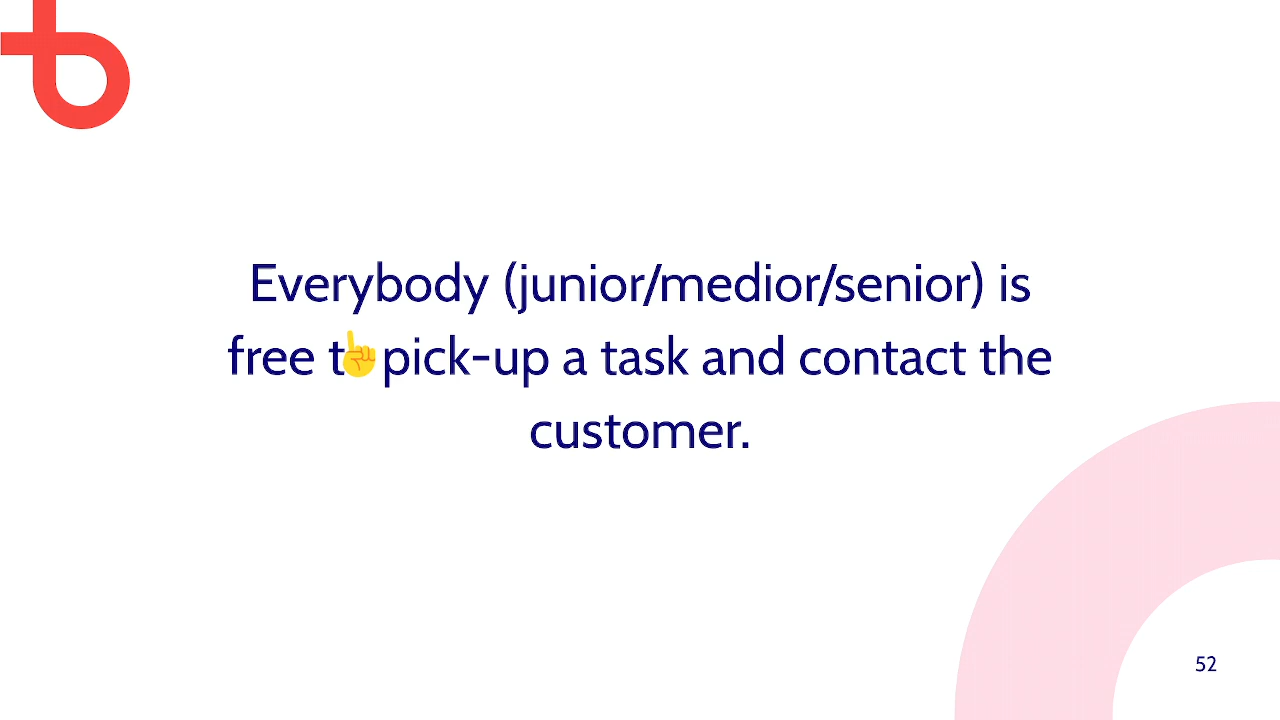 Everybody (junior/medior/senior) is
free t☝pick-up a task and contact the
customer.
52